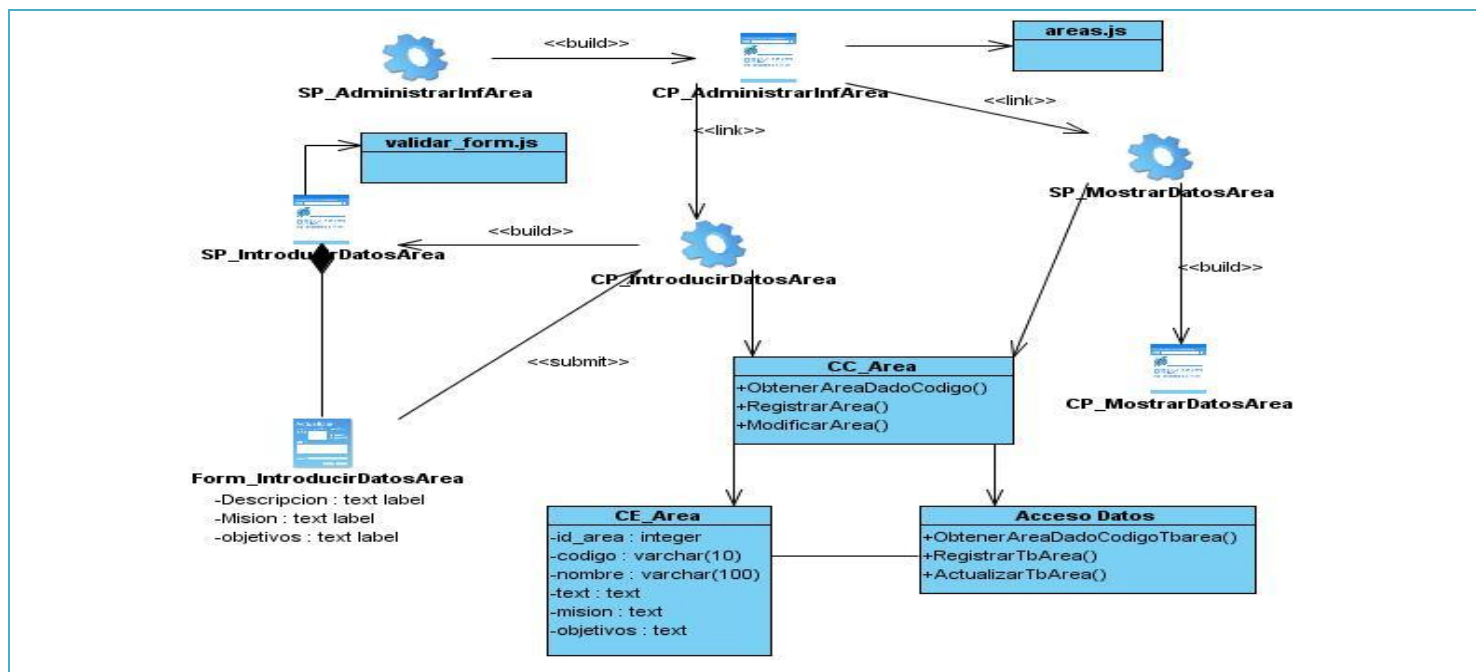 areas.js
<<build>>
SP_AdministrarInfArea
CP_AdministrarInfArea
<<link>>
<<link>>
validar_form.js
SP_MostrarDatosArea
<<build>>
SP_IntroducirDatosArea
CP_IntroducirDatosArea
<<build>>
<<submit>>
CC_Area
+ObtenerAreaDadoCodigo()
+RegistrarArea()
+ModificarArea()
CP_MostrarDatosArea
Form_IntroducirDatosArea
-Descripcion : text label
-Mision : text label
-objetivos : text label
CE_Area
-id_area : integer
-codigo : varchar(10)
-nombre : varchar(100)
-text : text
-mision : text
-objetivos : text
Acceso Datos
+ObtenerAreaDadoCodigoTbarea()
+RegistrarTbArea()
+ActualizarTbArea()